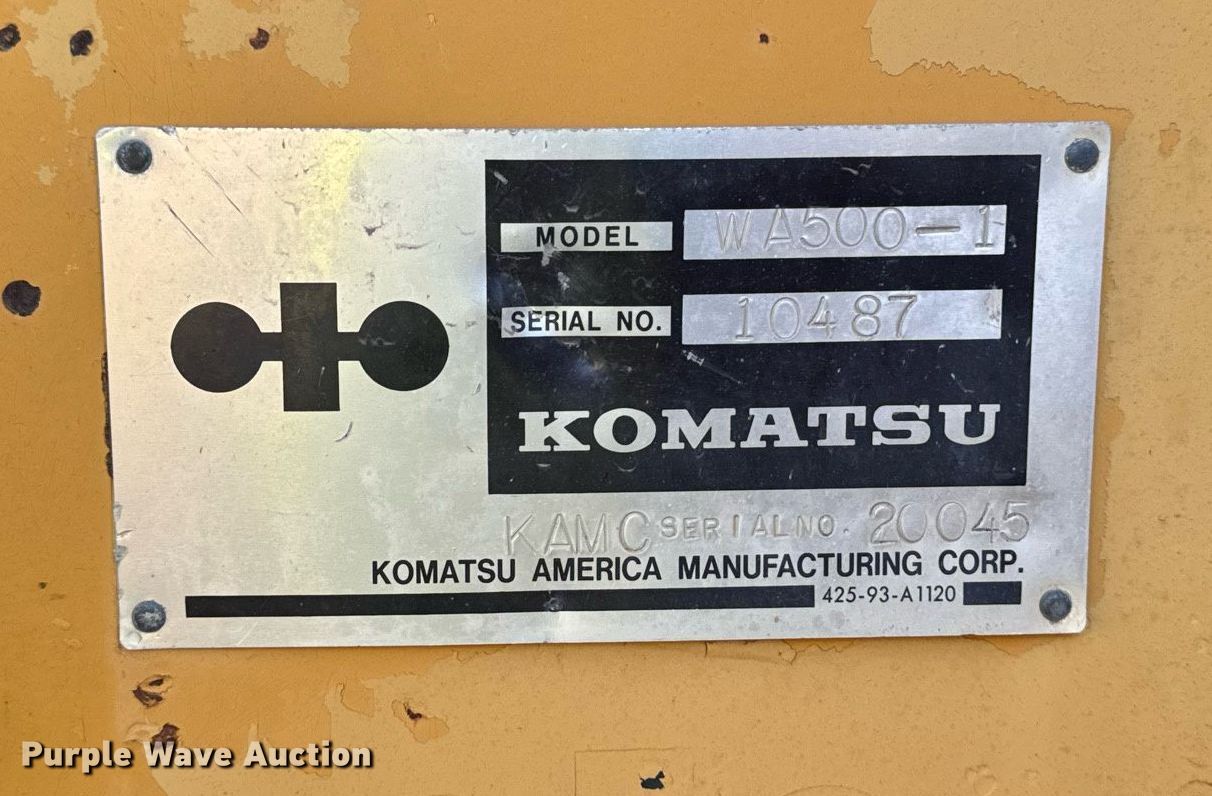 MODEL WA500-1
SERIAL NO. 10487
KOMATSU
KAMC SERIAL NO. 20045
KOMATSU AMERICA MANUFACTURING CORP.
425-93-A1120
Purple Wave Auction